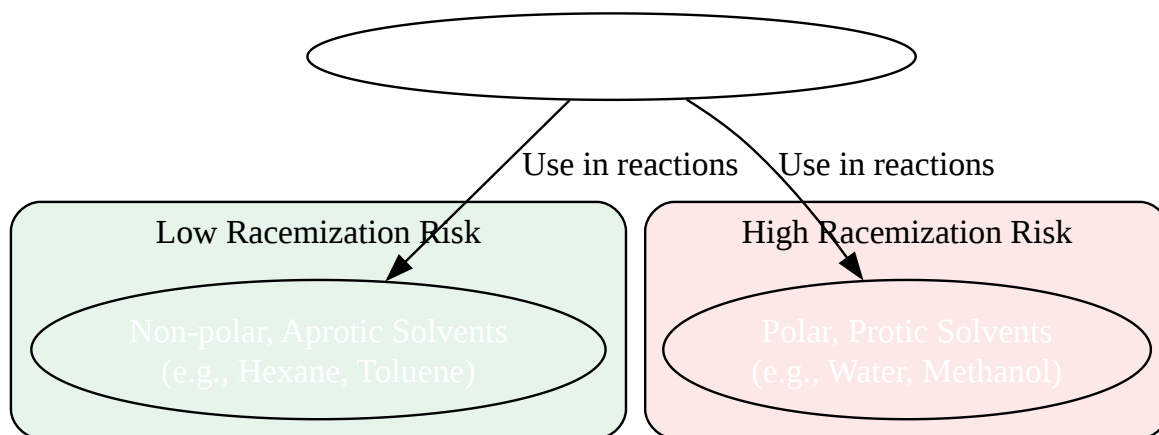 Use in reactions
Use in reactions
Low Racemization Risk
High Racemization Risk
Non-polar, Aprotic Solvents
(e.g., Hexane, Toluene)
Polar, Protic Solvents
(e.g., Water, Methanol)